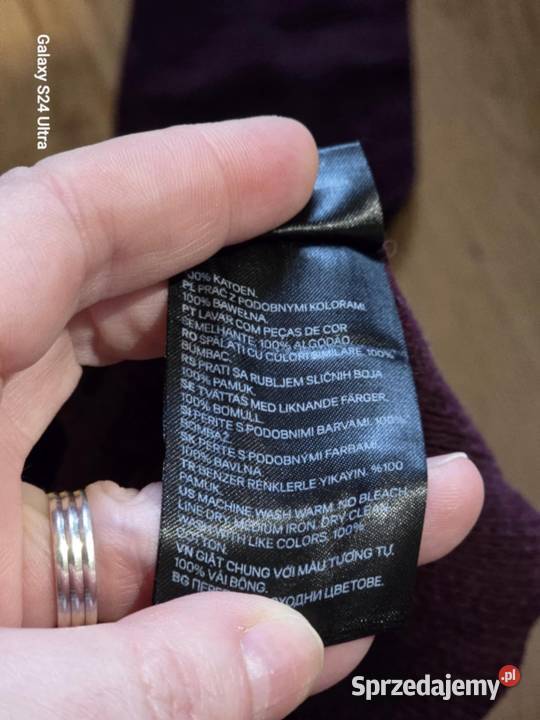 Galaxy S24 Ultra
00% KATOEN.
PL PRAĆ Z PODOBNYMI KOLORAMI.
100% BAWEŁNA.
PT LAVAR COM PEÇAS DE COR
SEMELHANTE. 100% ALGODÃO.
RO SPĂLAȚI CU CULORI SIMILARE. 100%
BUMBAC.
RS PRATI SA RUBLJEM SLIČNIH BOJA
100% PAMUK.
SE TVÄTTAS MED LIKNANDE FÄRGER.
100% BOMULL.
SI PERITE S PODOBNIMI BARVAMI. 100%
BOMBAŽ.
SK PERTE S PODOBNÝMI FARBAMI.
100% BAVLNA
TR BENZER RENKLERLE YIKAYIN. %100
PAMUK.
US MACHINE WASH WARM. NO BLEACH.
LINE DRY. MEDIUM IRON. DRY CLEAN.
WASH WITH LIKE COLORS. 100%
COTTON.
VN GIẶT CHUNG VỚI MÀU TƯƠNG TỰ.
100% VẢI BÔNG.
BG ЦВЕТОВЕ.
Sprzedajemy.pl